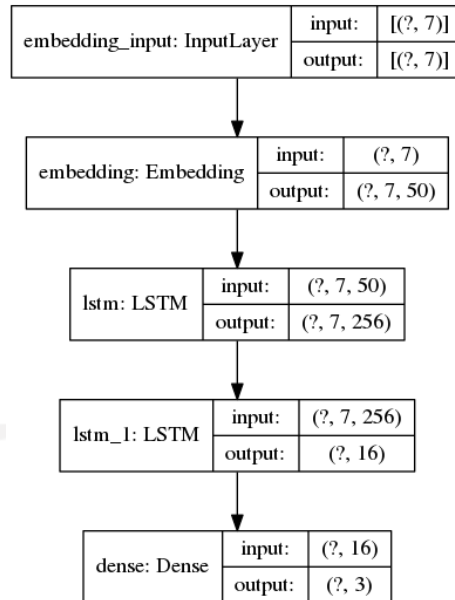 embedding_input: InputLayer
input: [(?, 7)]
output: [(?, 7)]
embedding: Embedding
input: (?, 7)
output: (?, 7, 50)
lstm: LSTM
input: (?, 7, 50)
output: (?, 7, 256)
lstm_1: LSTM
input: (?, 7, 256)
output: (?, 16)
dense: Dense
input: (?, 16)
output: (?, 3)